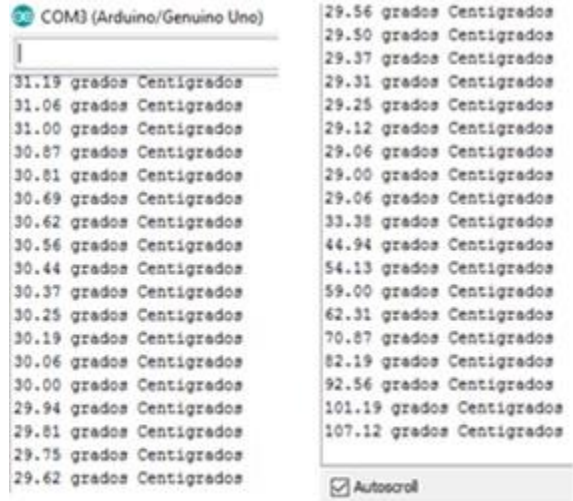 COM3 (Arduino/Genuino Uno)
31.19 grados Centigrados
31.06 grados Centigrados
31.00 grados Centigrados
30.87 grados Centigrados
30.81 grados Centigrados
30.69 grados Centigrados
30.62 grados Centigrados
30.56 grados Centigrados
30.44 grados Centigrados
30.37 grados Centigrados
30.25 grados Centigrados
30.19 grados Centigrados
30.06 grados Centigrados
30.00 grados Centigrados
29.94 grados Centigrados
29.81 grados Centigrados
29.75 grados Centigrados
29.62 grados Centigrados
29.56 grados Centigrados
29.50 grados Centigrados
29.37 grados Centigrados
29.31 grados Centigrados
29.25 grados Centigrados
29.12 grados Centigrados
29.06 grados Centigrados
29.00 grados Centigrados
29.06 grados Centigrados
33.38 grados Centigrados
44.94 grados Centigrados
54.13 grados Centigrados
59.00 grados Centigrados
62.31 grados Centigrados
70.87 grados Centigrados
82.19 grados Centigrados
92.56 grados Centigrados
101.19 grados Centigrados
107.12 grados Centigrados
Autoscroll